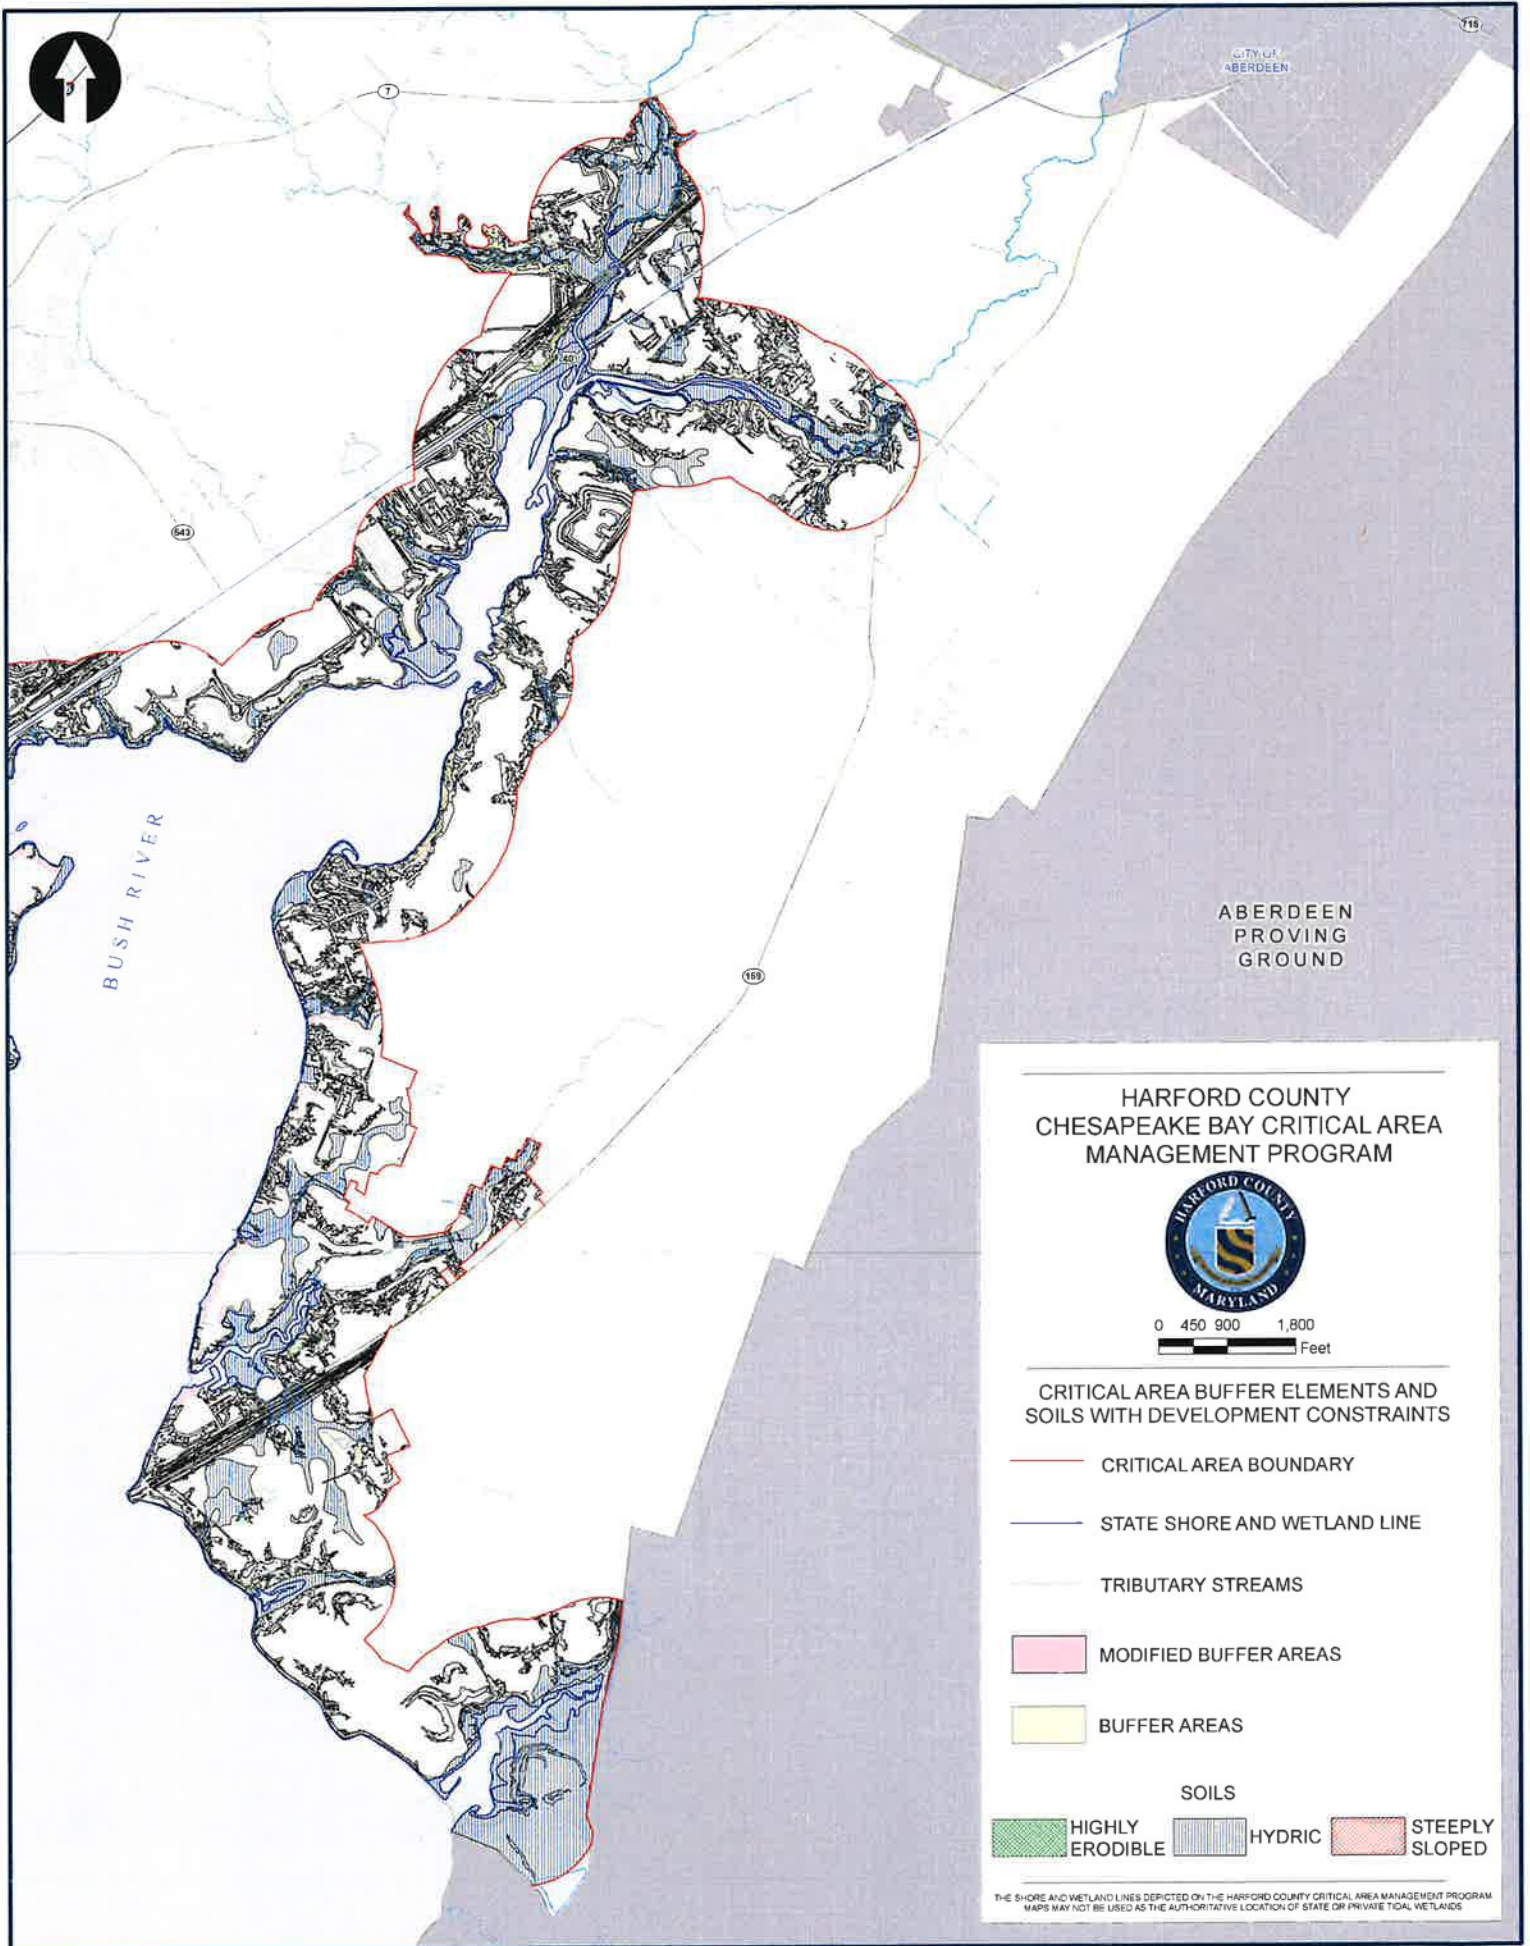 715
CITY OF
ABERDEEN
7
40
543
BUSH RIVER
ABERDEEN
PROVING
GROUND
159
HARFORD COUNTY
CHESAPEAKE BAY CRITICAL AREA
MANAGEMENT PROGRAM
HARFORD COUNTY
MARYLAND
0 450 900 1,800
Feet
CRITICAL AREA BUFFER ELEMENTS AND
SOILS WITH DEVELOPMENT CONSTRAINTS
CRITICAL AREA BOUNDARY
STATE SHORE AND WETLAND LINE
TRIBUTARY STREAMS
MODIFIED BUFFER AREAS
BUFFER AREAS
SOILS
HIGHLY
ERODIBLE
HYDRIC
STEEPLY
SLOPED
THE SHORE AND WETLAND LINES DEPICTED ON THE HARFORD COUNTY CRITICAL AREA MANAGEMENT PROGRAM
MAPS MAY NOT BE USED AS THE AUTHORITATIVE LOCATION OF STATE OR PRIVATE TIDAL WETLANDS